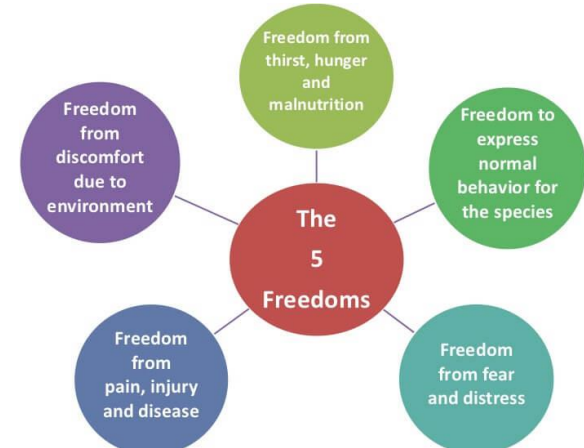 Freedom from
thirst, hunger
and
malnutrition
Freedom
from
discomfort
due to
environment
Freedom to
express
normal
behavior for
the species
The
5
Freedoms
Freedom
from
pain, injury
and disease
Freedom
from fear
and distress